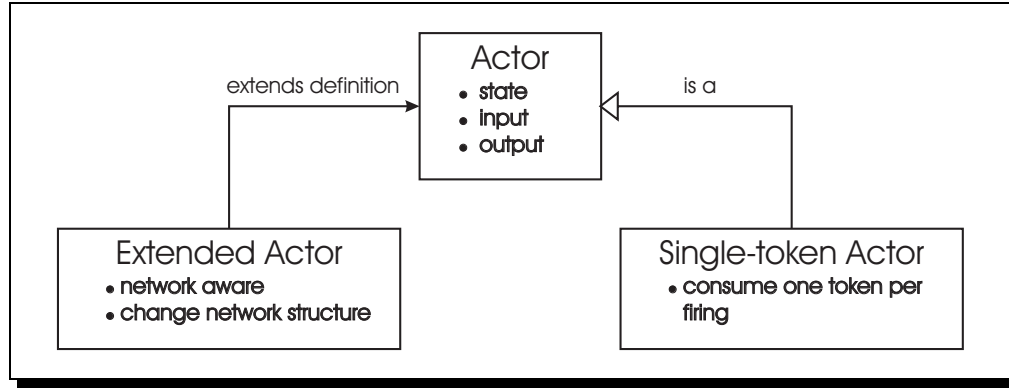 Actor
• state
• input
• output
extends definition
is a
Extended Actor
• network aware
• change network structure
Single-token Actor
• consume one token per
firing